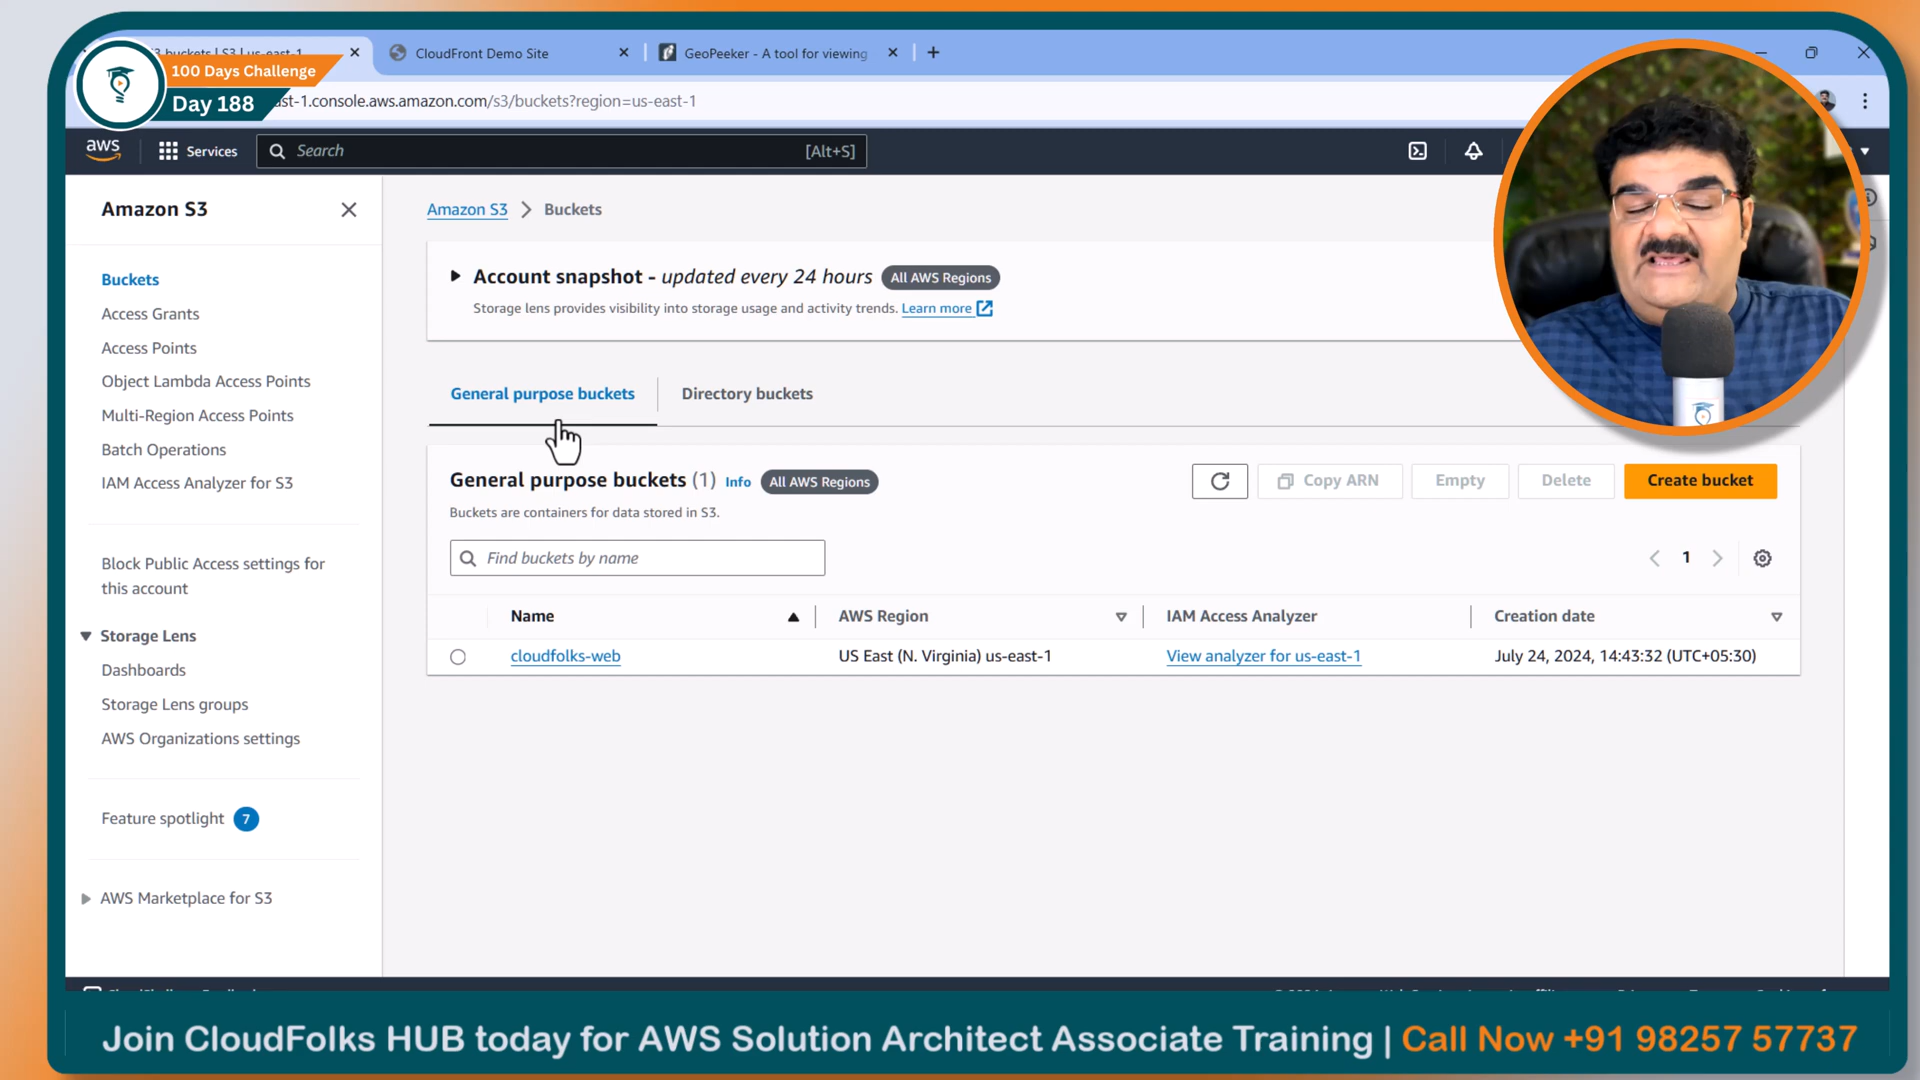 100 Days Challenge
Day 188
CloudFront Demo Site
GeoPeeker - A tool for viewing
st-1.console.aws.amazon.com/s3/buckets?region=us-east-1
aws
Services
Search
[Alt+S]
Amazon S3
Buckets
Access Grants
Access Points
Object Lambda Access Points
Multi-Region Access Points
Batch Operations
IAM Access Analyzer for S3
Block Public Access settings for
this account
Storage Lens
Dashboards
Storage Lens groups
AWS Organizations settings
Feature spotlight 7
AWS Marketplace for S3
Amazon S3 > Buckets
Account snapshot - updated every 24 hours All AWS Regions
Storage lens provides visibility into storage usage and activity trends. Learn more
General purpose buckets
Directory buckets
General purpose buckets (1) Info All AWS Regions
Buckets are containers for data stored in S3.
Copy ARN
Empty
Delete
Create bucket
Find buckets by name
1
Name
AWS Region
IAM Access Analyzer
Creation date
cloudfolks-web
US East (N. Virginia) us-east-1
View analyzer for us-east-1
July 24, 2024, 14:43:32 (UTC+05:30)
Join CloudFolks HUB today for AWS Solution Architect Associate Training | Call Now +91 98257 57737